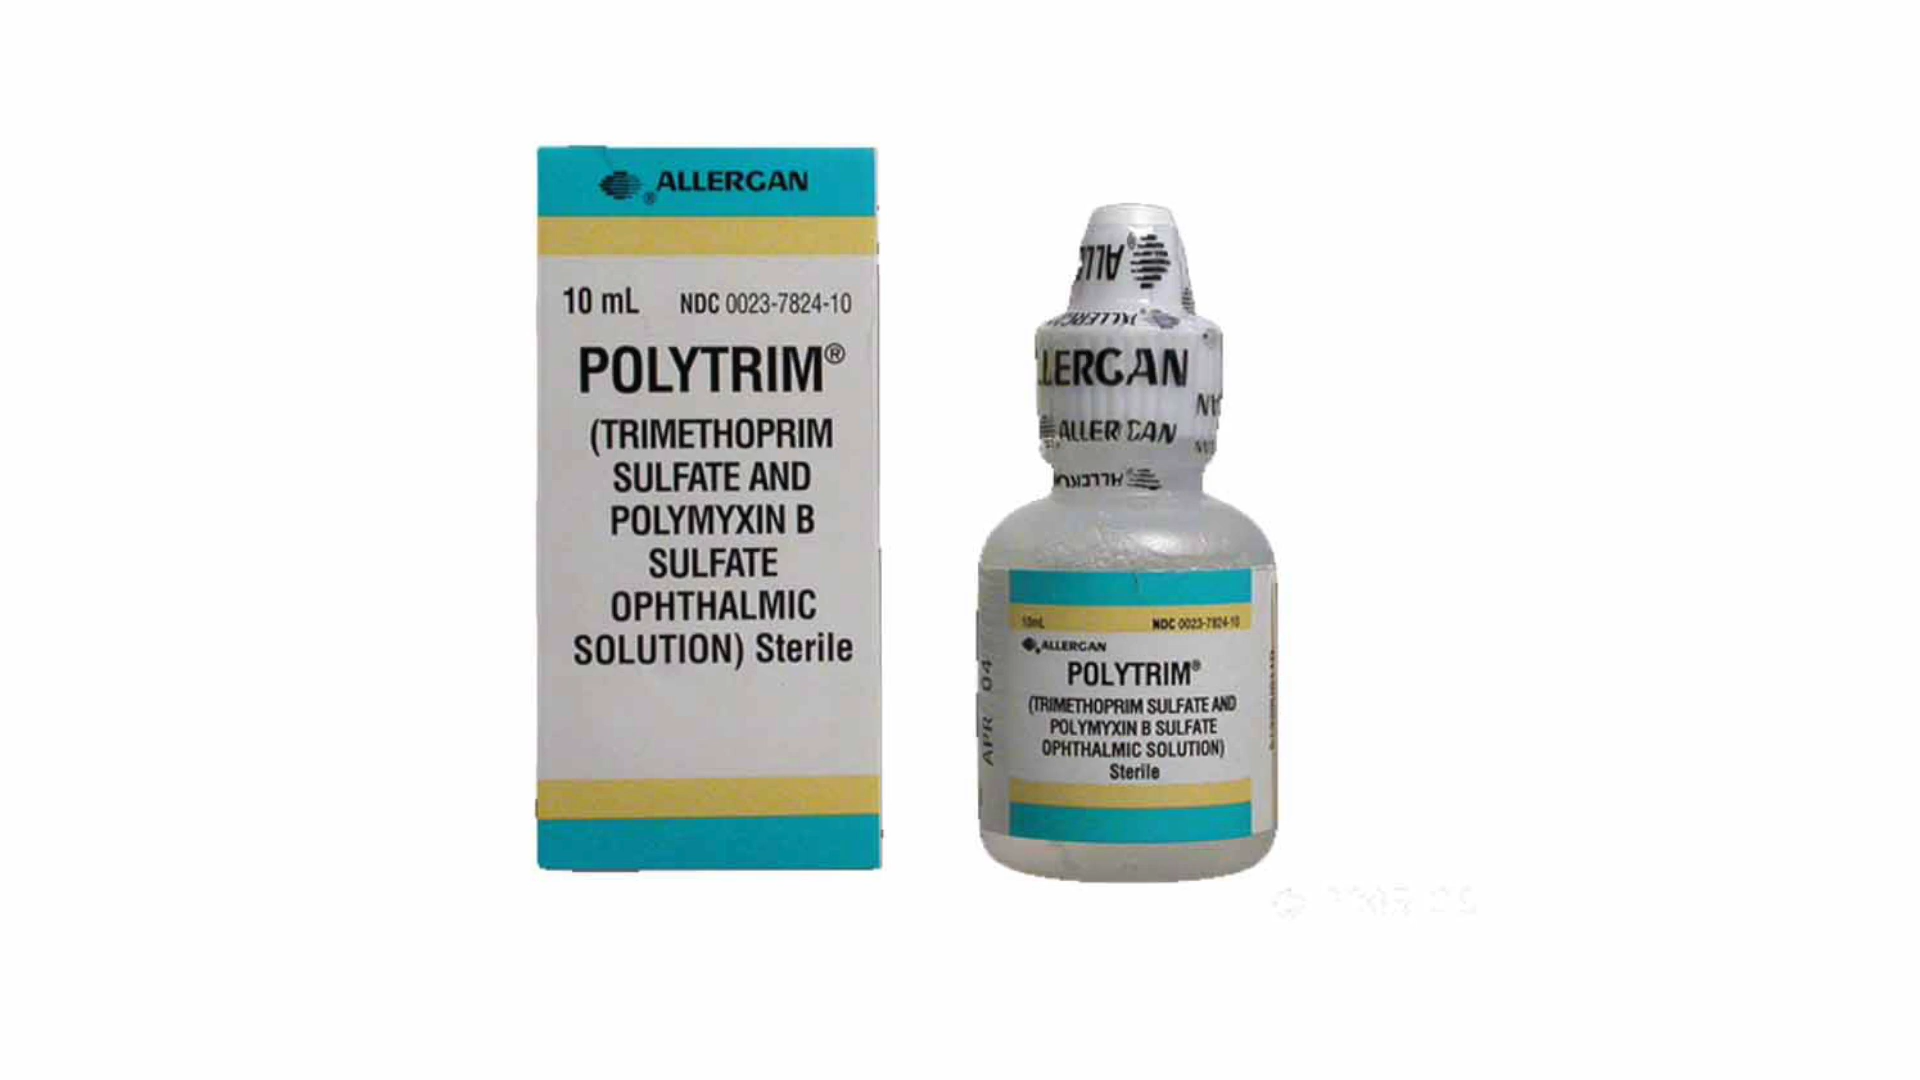 ALLERGAN
10 mL NDC 0023-7824-10
POLYTRIM®
(TRIMETHOPRIM
SULFATE AND
POLYMYXIN B
SULFATE
OPHTHALMIC
SOLUTION) Sterile
ALLERGAN
LLERGAN
ALLERGAN
10mL NDC 0023-7824-10
ALLERGAN
POLYTRIM®
(TRIMETHOPRIM SULFATE AND
POLYMYXIN B SULFATE
OPHTHALMIC SOLUTION)
Sterile
APR 04